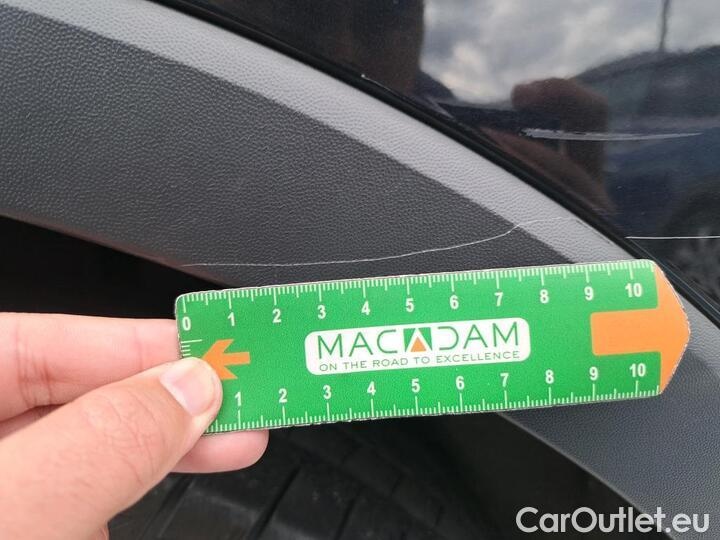 0 1 2 3 4 5 6 7 8 9 10
MACADAM
ON THE ROAD TO EXCELLENCE
1 2 3 4 5 6 7 8 9 10
CarOutlet.eu